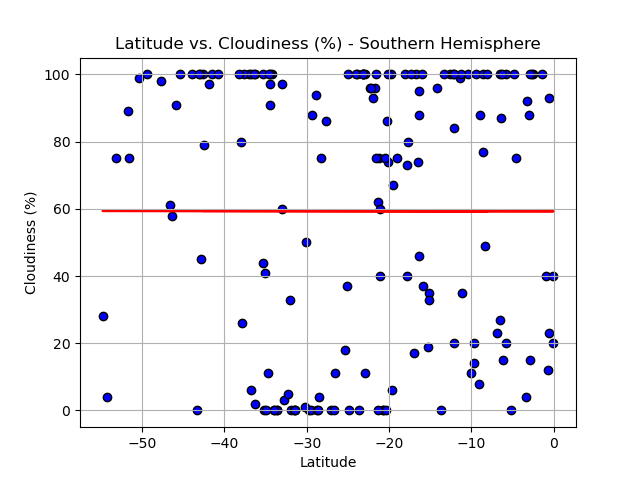 Latitude vs. Cloudiness (%) - Southern Hemisphere
100
80
60
40
20
0
Cloudiness (%)
−50 −40 −30 −20 −10 0
Latitude